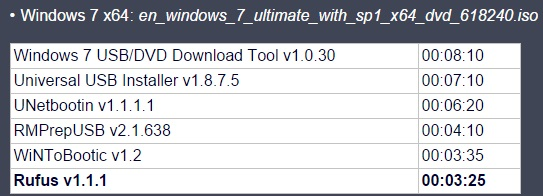 • Windows 7 x64: en_windows_7_ultimate_with_sp1_x64_dvd_618240.iso
Windows 7 USB/DVD Download Tool v1.0.30 00:08:10
Universal USB Installer v1.8.7.5 00:07:10
UNetbootin v1.1.1.1 00:06:20
RMPrepUSB v2.1.638 00:04:10
WiNToBootic v1.2 00:03:35
Rufus v1.1.1 00:03:25